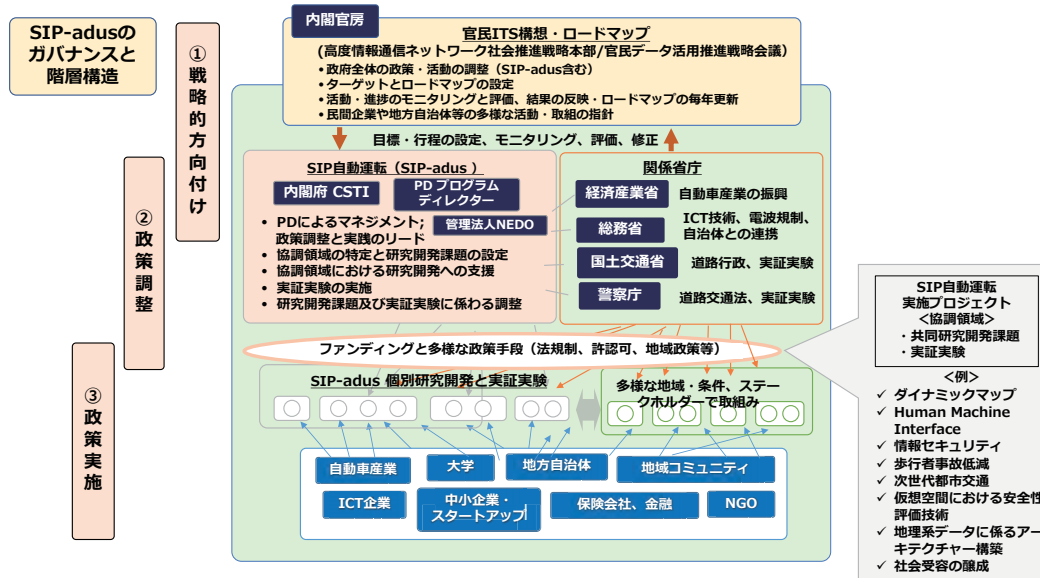 SIP-adusの
ガバナンスと
階層構造
①戦略的方向付け
②政策調整
③政策実施
内閣官房
官民ITS構想・ロードマップ
(高度情報通信ネットワーク社会推進戦略本部/官民データ活用推進戦略会議)
・政府全体の政策・活動の調整（SIP-adus含む）
・ターゲットとロードマップの設定
・活動・進捗のモニタリングと評価、結果の反映・ロードマップの毎年更新
・民間企業や地方自治体等の多様な活動・取組の指針
目標・行程の設定、モニタリング、評価、修正
SIP自動運転（SIP-adus ）
内閣府 CSTI
PD プログラム
ディレクター
• PDによるマネジメント;
政策調整と実践のリード
管理法人NEDO
• 協調領域の特定と研究開発課題の設定
• 協調領域における研究開発への支援
• 実証実験の実施
• 研究開発課題及び実証実験に係わる調整
関係省庁
経済産業省
自動車産業の振興
総務省
ICT技術、電波規制、
自治体との連携
国土交通省
道路行政、実証実験
警察庁
道路交通法、実証実験
ファンディングと多様な政策手段（法規制、許認可、地域政策等）
SIP-adus 個別研究開発と実証実験
多様な地域・条件、ステー
クホルダーで取組み
自動車産業
大学
地方自治体
地域コミュニティ
ICT企業
中小企業・
スタートアップ
保険会社、金融
NGO
SIP自動運転
実施プロジェクト
＜協調領域＞
・共同研究開発課題
・実証実験
＜例＞
✓ ダイナミックマップ
✓ Human Machine
Interface
✓ 情報セキュリティ
✓ 歩行者事故低減
✓ 次世代都市交通
✓ 仮想空間における安全性
評価技術
✓ 地理系データに係るアー
キテクチャー構築
✓ 社会受容の醸成